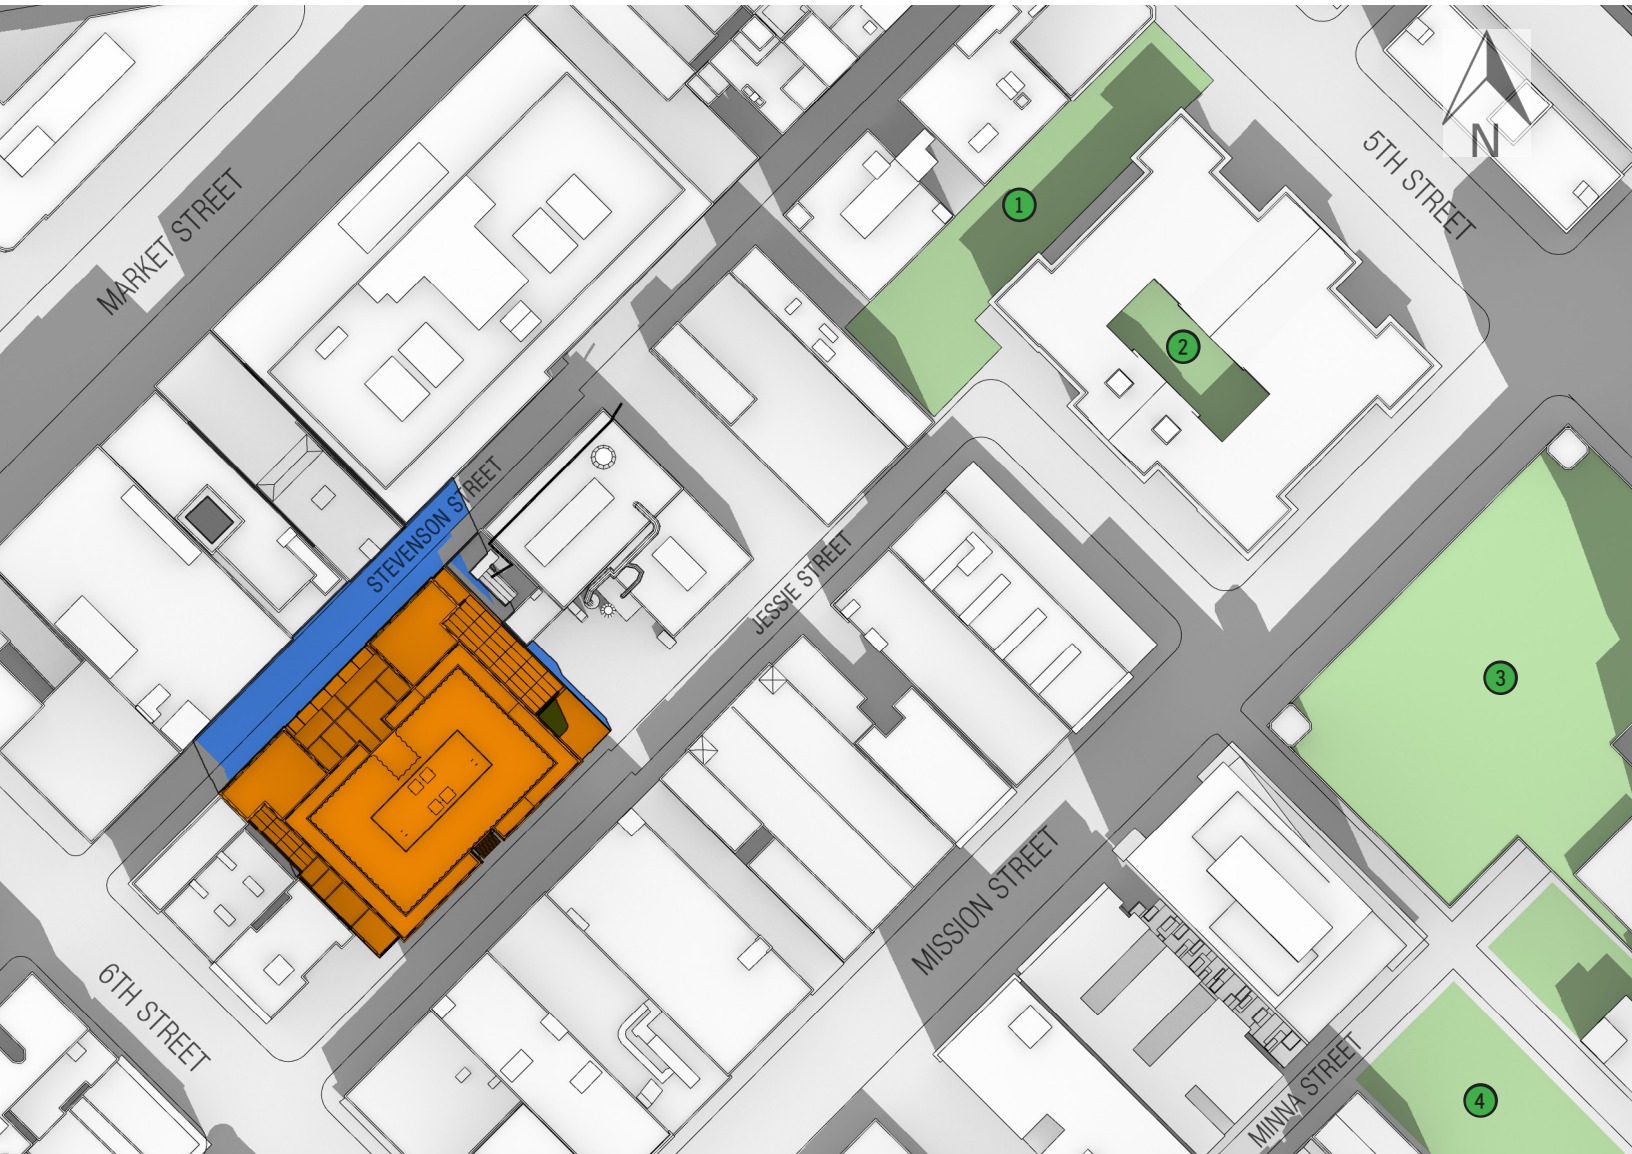 5TH STREET
N
MARKET STREET
1
2
STEVENSON STREET
JESSIE STREET
3
MISSION STREET
6TH STREET
MINNA STREET
4